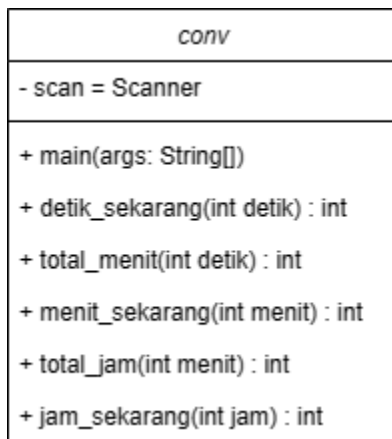 conv
- scan = Scanner
+ main(args: String[])
+ detik_sekarang(int detik) : int
+ total_menit(int detik) : int
+ menit_sekarang(int menit) : int
+ total_jam(int menit) : int
+ jam_sekarang(int jam) : int